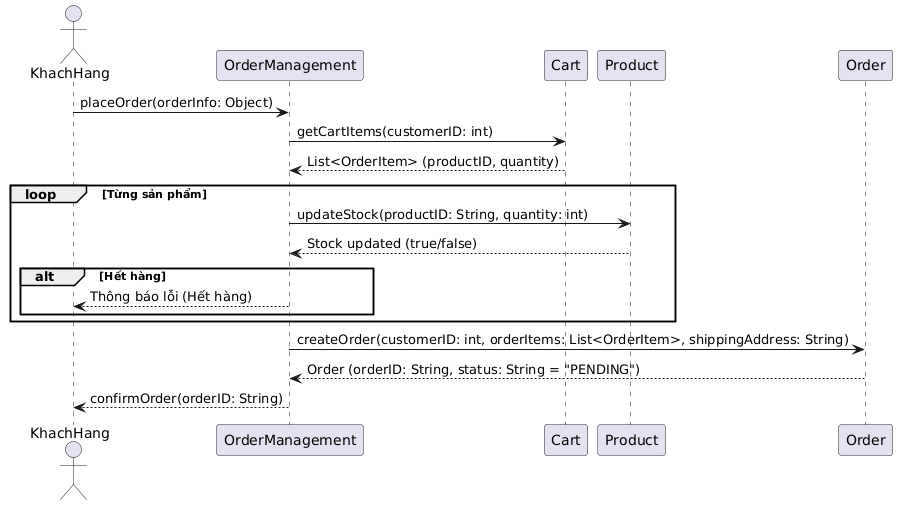 KhachHang
OrderManagement
Cart
Product
Order
placeOrder(orderInfo: Object)
getCartItems(customerID: int)
List<OrderItem> (productID, quantity)
loop [Từng sản phẩm]
updateStock(productID: String, quantity: int)
Stock updated (true/false)
alt [Hết hàng]
Thông báo lỗi (Hết hàng)
createOrder(customerID: int, orderItems: List<OrderItem>, shippingAddress: String)
Order (orderID: String, status: String = "PENDING")
confirmOrder(orderID: String)
KhachHang
OrderManagement
Cart
Product
Order